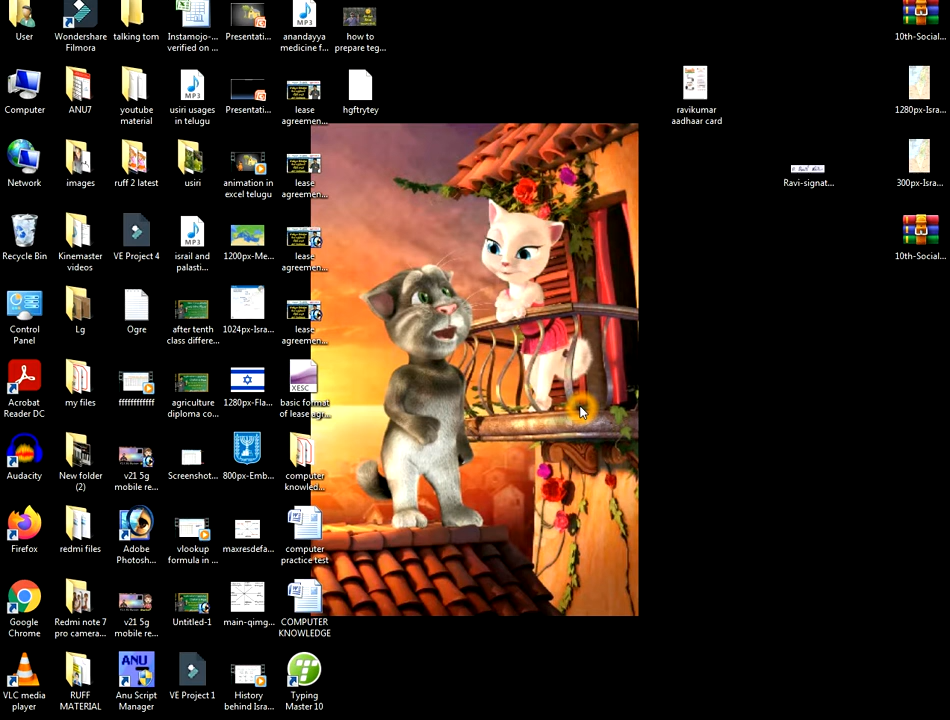 User
Wondershare
Filmora
talking tom
Instamojo-...
verified on ...
Presentati...
anandayya
medicine f...
how to
prepare teg...
10th-Social...
Computer
ANU7
youtube
material
MP3
usiri usages
in telugu
Presentati...
lease
agreemen...
hgftrytey
ravikumar
aadhaar card
1280px-Isra...
Network
images
ruff 2 latest
usiri
animation in
excel telugu
lease
agreemen...
Ravi-signat...
300px-Isra...
Recycle Bin
Kinemaster
videos
VE Project 4
MP3
israil and
palasti...
1200px-Me...
lease
agreemen...
10th-Social...
Control
Panel
Lg
Ogre
after tenth
class differe...
1024px-Isra...
lease
agreemen...
Acrobat
Reader DC
my files
ffffffffffff
agriculture
diploma co...
1280px-Fla...
XESC
basic format
of lease agr...
Audacity
New folder
(2)
v21 5g
mobile re...
Screenshot...
800px-Emb...
computer
knowled...
Firefox
redmi files
Adobe
Photosh...
vlookup
formula in ...
maxresdefa...
computer
practice test
Google
Chrome
Redmi note 7
pro camera...
v21 5g
mobile re...
Untitled-1
main-qimg...
COMPUTER
KNOWLEDGE
VLC media
player
RUFF
MATERIAL
ANU
Anu Script
Manager
VE Project 1
History
behind Isra...
Typing
Master 10
MP3